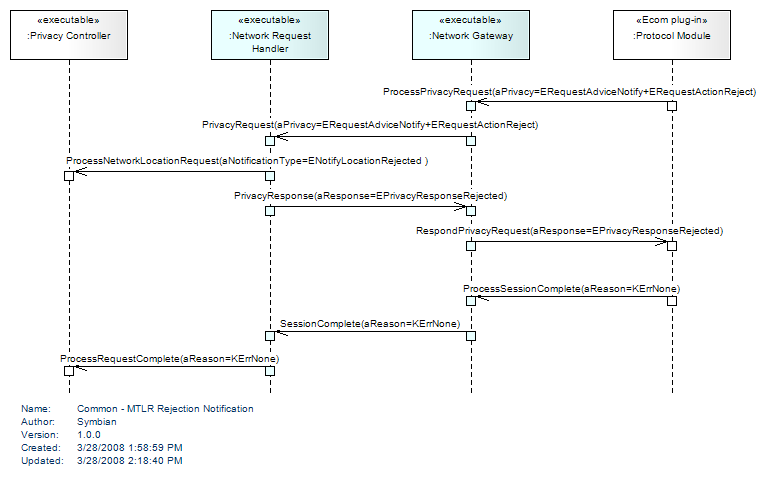 «executable»
:Privacy Controller
«executable»
:Network Request
Handler
«executable»
:Network Gateway
«Ecom plug-in»
:Protocol Module
ProcessPrivacyRequest(aPrivacy=ERequestAdviceNotify+ERequestActionReject)
PrivacyRequest(aPrivacy=ERequestAdviceNotify+ERequestActionReject)
ProcessNetworkLocationRequest(aNotificationType=ENotifyLocationRejected )
PrivacyResponse(aResponse=EPrivacyResponseRejected)
RespondPrivacyRequest(aResponse=EPrivacyResponseRejected)
ProcessSessionComplete(aReason=KErrNone)
SessionComplete(aReason=KErrNone)
ProcessRequestComplete(aReason=KErrNone)
Name: Common - MTLR Rejection Notification
Author: Symbian
Version: 1.0.0
Created: 3/28/2008 1:58:59 PM
Updated: 3/28/2008 2:18:40 PM